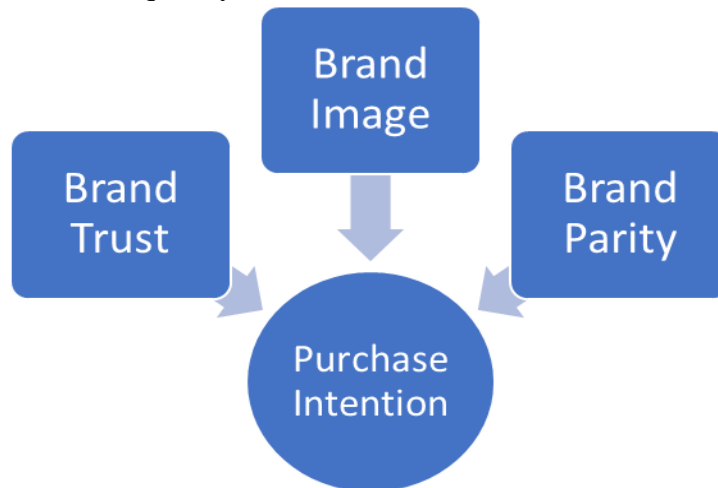 Brand
Image
Brand
Trust
Brand
Parity
Purchase
Intention